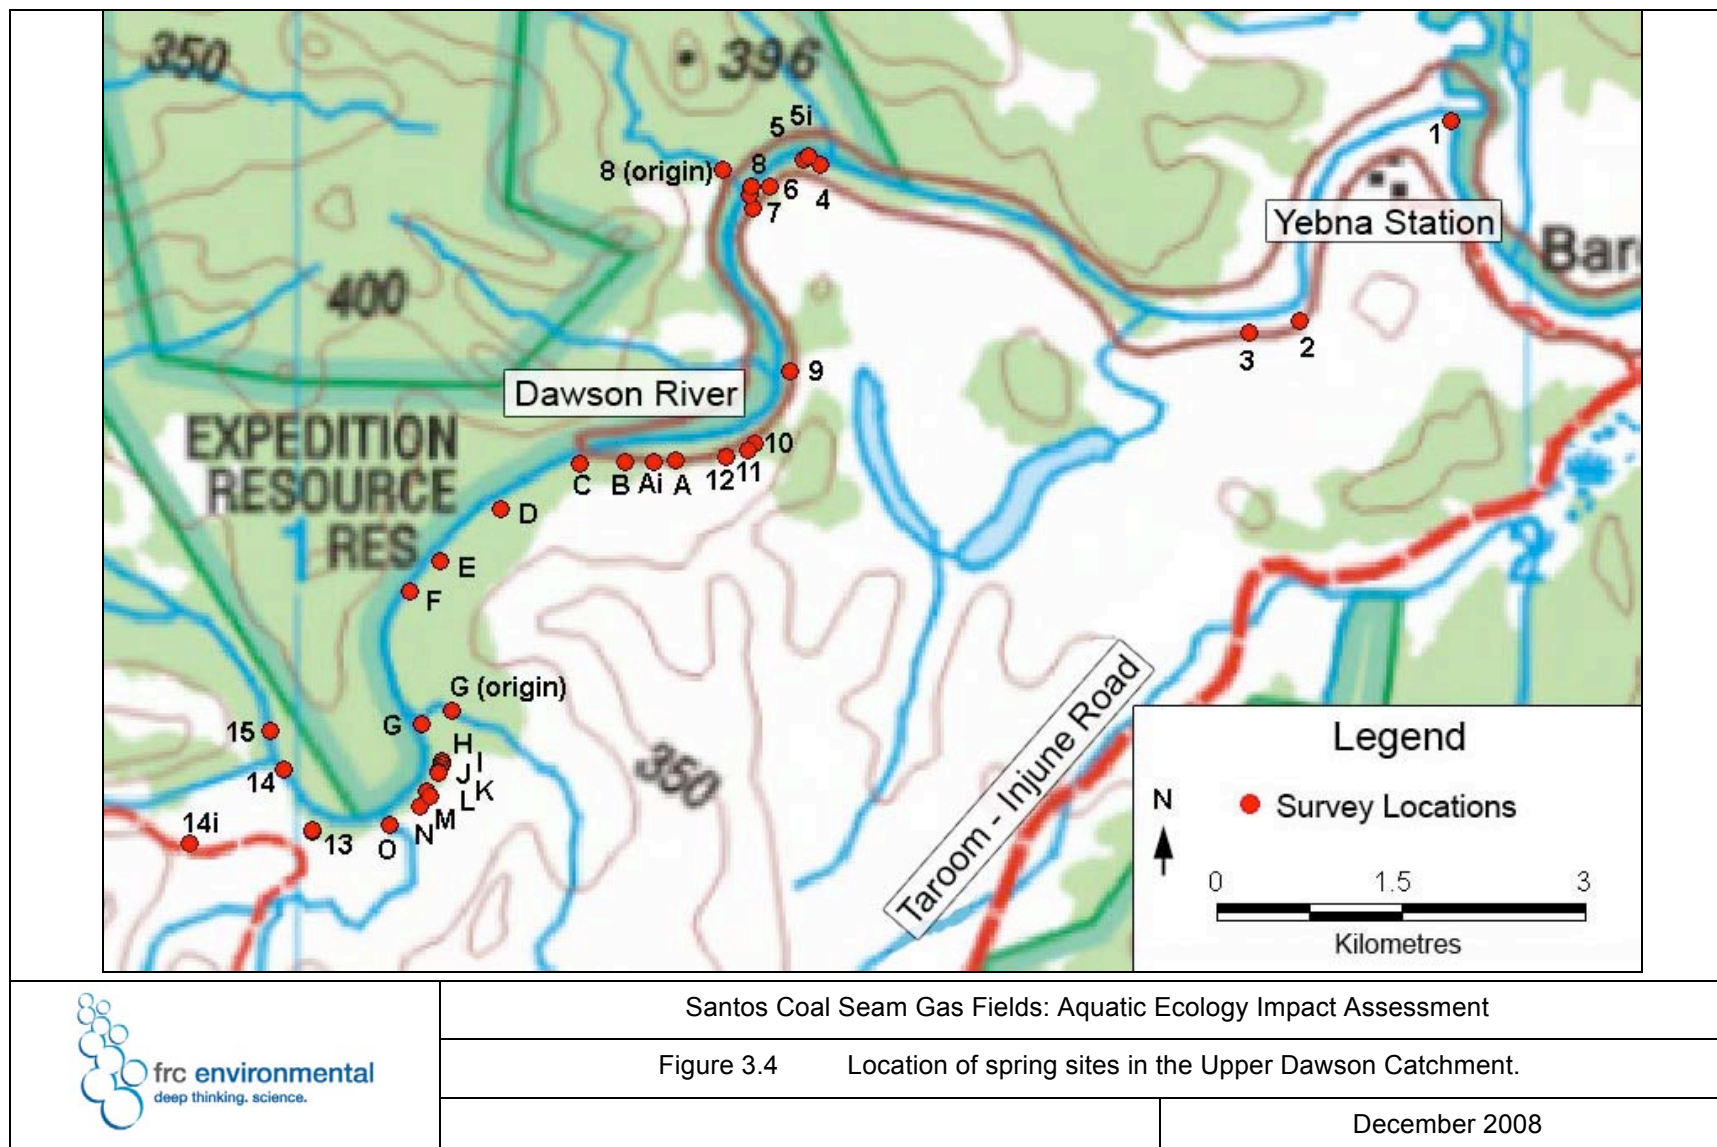 350
396
5 5i
8 (origin)
8
6
4
7
1
Yebna Station
Bar
400
3
2
9
Dawson River
EXPEDITION
RESOURCE
RES
1
10
11
12
A
Ai
B
C
D
E
F
2
G (origin)
G
H
I
J
K
L
M
N
O
15
14
14i
13
350
Taroom - Injune Road
Legend
N
Survey Locations
0 1.5 3
Kilometres
frc environmental
deep thinking. science.
Santos Coal Seam Gas Fields: Aquatic Ecology Impact Assessment
Figure 3.4 Location of spring sites in the Upper Dawson Catchment.
December 2008